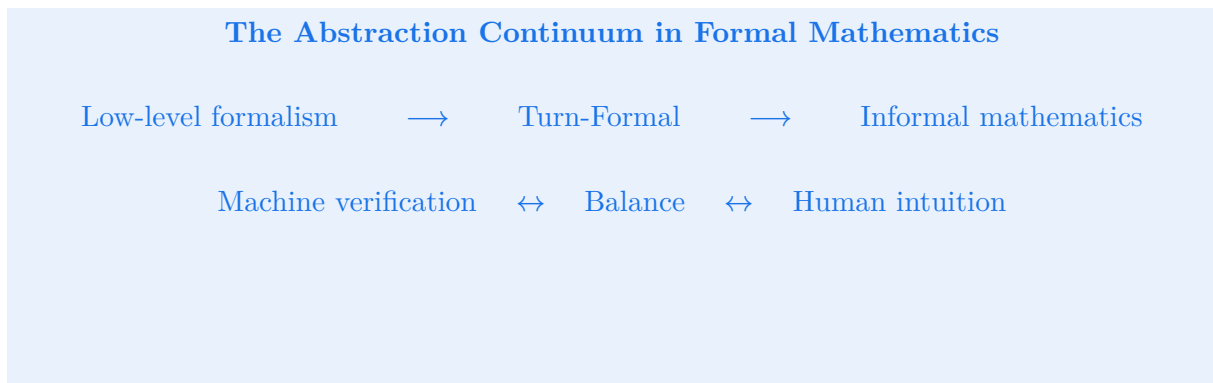 The Abstraction Continuum in Formal Mathematics
Low-level formalism ⟶ Turn-Formal ⟶ Informal mathematics
Machine verification ↔ Balance ↔ Human intuition